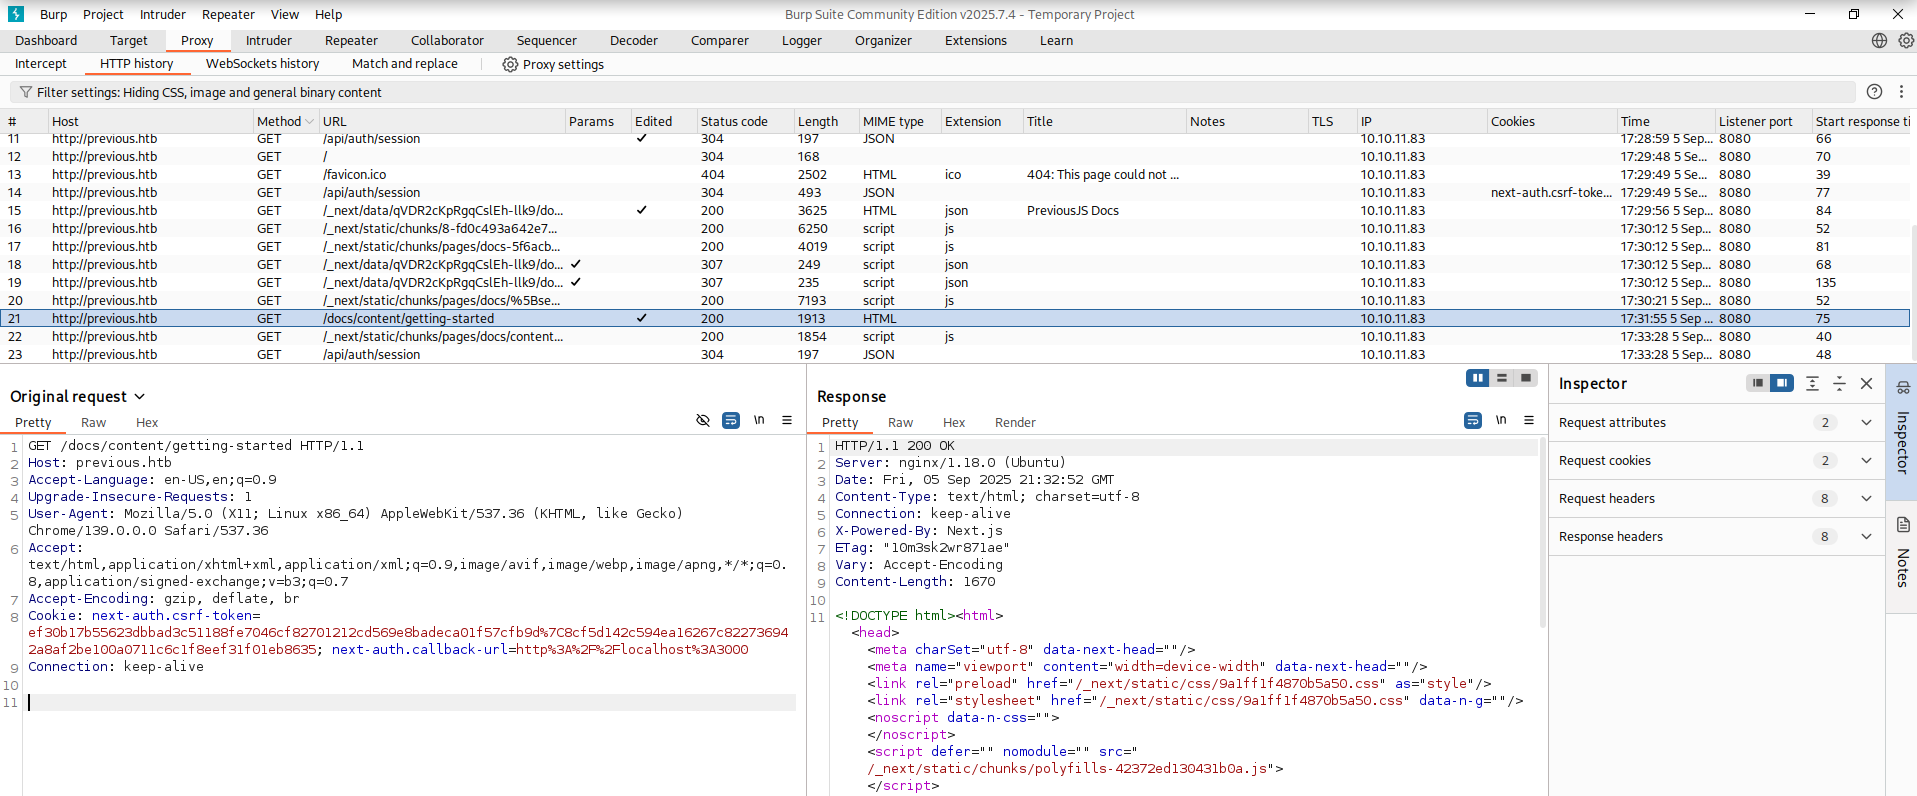 Burp Project Intruder Repeater View Help Burp Suite Community Edition v2025.7.4 - Temporary Project
Dashboard Target Proxy Intruder Repeater Collaborator Sequencer Decoder Comparer Logger Organizer Extensions Learn
Intercept HTTP history WebSockets history Match and replace Proxy settings
Filter settings: Hiding CSS, image and general binary content
# Host Method URL Params Edited Status code Length MIME type Extension Title Notes TLS IP Cookies Time Listener port Start response ti
11 http://previous.htb GET /api/auth/session ✓ 304 197 JSON 10.10.11.83 17:28:59 5 Sep... 8080 66
12 http://previous.htb GET / 304 168 10.10.11.83 17:29:48 5 Se... 8080 70
13 http://previous.htb GET /favicon.ico 404 2502 HTML ico 404: This page could not ... 10.10.11.83 17:29:49 5 Se... 8080 39
14 http://previous.htb GET /api/auth/session 304 493 JSON 10.10.11.83 next-auth.csrf-toke... 17:29:49 5 Se... 8080 77
15 http://previous.htb GET /_next/data/qVDR2cKpRgqCslEh-llk9/do... ✓ 200 3625 HTML json PreviousJS Docs 10.10.11.83 17:29:56 5 Se... 8080 84
16 http://previous.htb GET /_next/static/chunks/8-fd0c493a642e7... 200 6250 script js 10.10.11.83 17:30:12 5 Sep... 8080 52
17 http://previous.htb GET /_next/static/chunks/pages/docs-5f6acb... 200 4019 script js 10.10.11.83 17:30:12 5 Sep... 8080 81
18 http://previous.htb GET /_next/data/qVDR2cKpRgqCslEh-llk9/do... ✓ 307 249 script json 10.10.11.83 17:30:12 5 Sep... 8080 68
19 http://previous.htb GET /_next/data/qVDR2cKpRgqCslEh-llk9/do... ✓ 307 235 script json 10.10.11.83 17:30:12 5 Sep... 8080 135
20 http://previous.htb GET /_next/static/chunks/pages/docs/%5Bse... 200 7193 script js 10.10.11.83 17:30:21 5 Sep... 8080 52
21 http://previous.htb GET /docs/content/getting-started ✓ 200 1913 HTML 10.10.11.83 17:31:55 5 Sep ... 8080 75
22 http://previous.htb GET /_next/static/chunks/pages/docs/content... 200 1854 script js 10.10.11.83 17:33:28 5 Sep... 8080 40
23 http://previous.htb GET /api/auth/session 304 197 JSON 10.10.11.83 17:33:28 5 Sep... 8080 48
Original request
Pretty Raw Hex \n
1 GET /docs/content/getting-started HTTP/1.1
2 Host: previous.htb
3 Accept-Language: en-US,en;q=0.9
4 Upgrade-Insecure-Requests: 1
5 User-Agent: Mozilla/5.0 (X11; Linux x86_64) AppleWebKit/537.36 (KHTML, like Gecko)
Chrome/139.0.0.0 Safari/537.36
6 Accept:
text/html,application/xhtml+xml,application/xml;q=0.9,image/avif,image/webp,image/apng,*/*;q=0.
8,application/signed-exchange;v=b3;q=0.7
7 Accept-Encoding: gzip, deflate, br
8 Cookie: next-auth.csrf-token=
ef30b17b55623dbbad3c51188fe7046cf82701212cd569e8badeca01f57cfb9d%7C8cf5d142c594ea16267c82273694
2a8af2be100a0711c6c1f8eef31f01eb8635; next-auth.callback-url=http%3A%2F%2Flocalhost%3A3000
9 Connection: keep-alive
10
11
Response
Pretty Raw Hex Render \n
1 HTTP/1.1 200 OK
2 Server: nginx/1.18.0 (Ubuntu)
3 Date: Fri, 05 Sep 2025 21:32:52 GMT
4 Content-Type: text/html; charset=utf-8
5 Connection: keep-alive
6 X-Powered-By: Next.js
7 ETag: "10m3sk2wr871ae"
8 Vary: Accept-Encoding
9 Content-Length: 1670
10
11 <!DOCTYPE html><html>
<head>
<meta charSet="utf-8" data-next-head=""/>
<meta name="viewport" content="width=device-width" data-next-head=""/>
<link rel="preload" href="/_next/static/css/9a1ff1f4870b5a50.css" as="style"/>
<link rel="stylesheet" href="/_next/static/css/9a1ff1f4870b5a50.css" data-n-g=""/>
<noscript data-n-css="">
</noscript>
<script defer="" nomodule="" src="
/_next/static/chunks/polyfills-42372ed130431b0a.js">
</script>
Inspector
Request attributes 2
Request cookies 2
Request headers 8
Response headers 8
Inspector
Notes